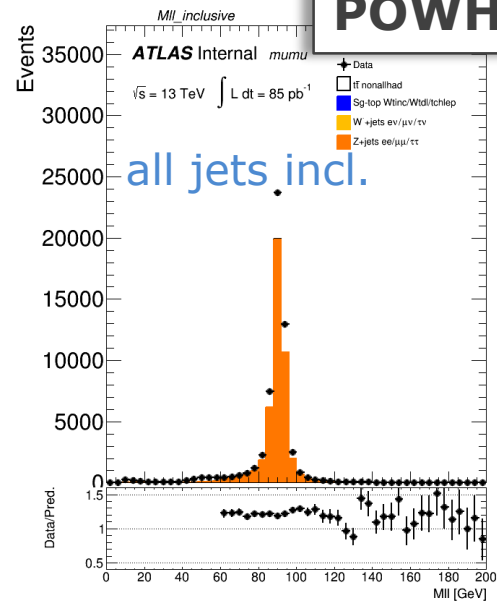 POWH
Mll_inclusive
ATLAS Internal mumu
√s = 13 TeV ∫ L dt = 85 pb⁻¹
Data
tt̄ nonallhad
Sg-top Wtinc/Wtdl/tchlep
W +jets eν/μν/τν
Z+jets ee/μμ/ττ
all jets incl.
Events
35000
30000
25000
20000
15000
10000
5000
0
Data/Pred.
1.5
1
0.5
0 20 40 60 80 100 120 140 160 180 200
Mll [GeV]